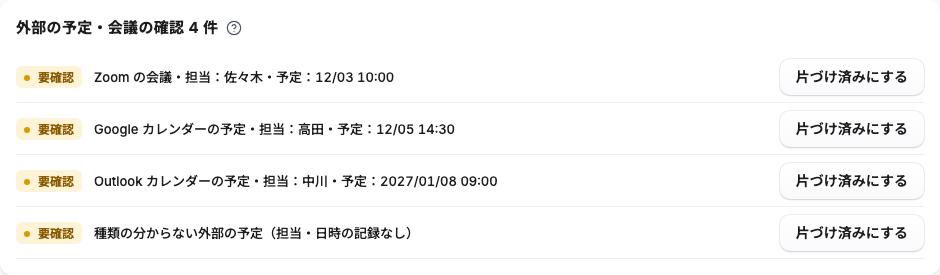 外部の予定・会議の確認 4 件 ?
要確認 Zoom の会議・担当：佐々木・予定：12/03 10:00 片づけ済みにする
要確認 Google カレンダーの予定・担当：高田・予定：12/05 14:30 片づけ済みにする
要確認 Outlook カレンダーの予定・担当：中川・予定：2027/01/08 09:00 片づけ済みにする
要確認 種類の分からない外部の予定（担当・日時の記録なし） 片づけ済みにする